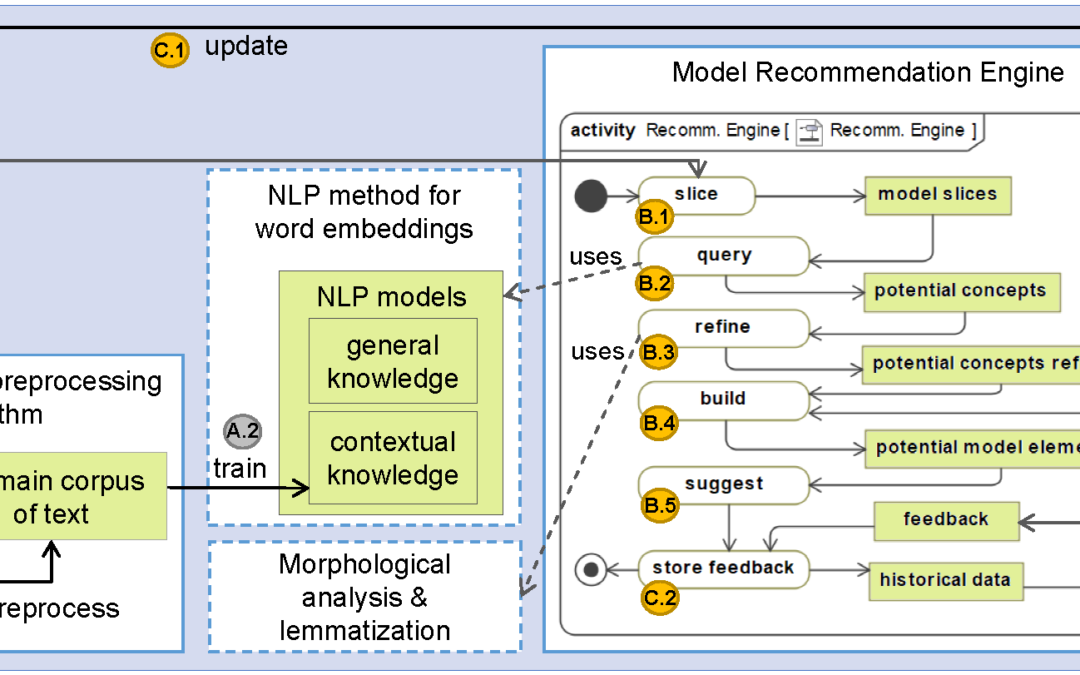 C.1 update
Model Recommendation Engine
activity Recomm. Engine [ Recomm. Engine ]
NLP method for
word embeddings
NLP models
general
knowledge
contextual
knowledge
A.2
train
oreprocessing
thm
main corpus
of text
reprocess
Morphological
analysis &
lemmatization
uses
uses
slice
B.1
model slices
query
B.2
potential concepts
refine
B.3
potential concepts ref
build
B.4
potential model eleme
suggest
B.5
feedback
store feedback
C.2
historical data